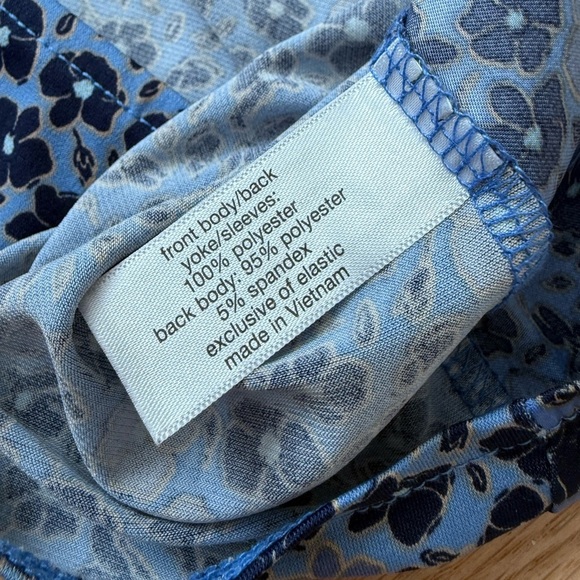 front body/back
yoke/sleeves:
100% polyester
back body: 95% polyester
5% spandex
exclusive of elastic
made in Vietnam